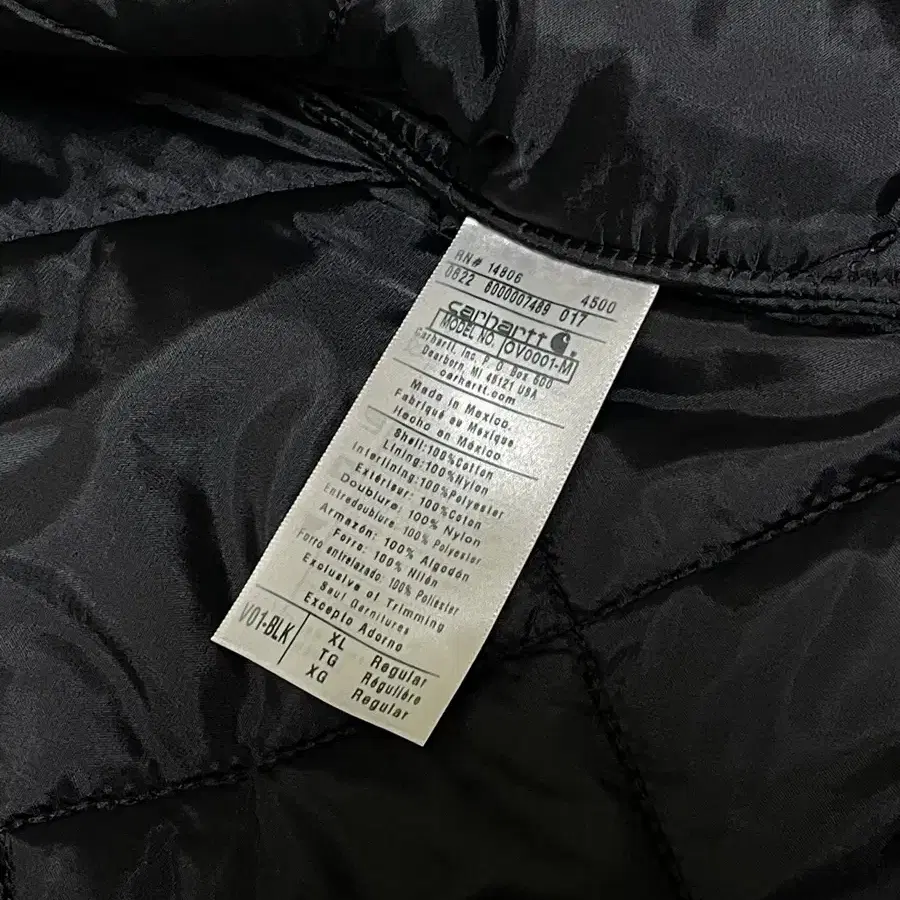 RN# 14806
0822 8000007489 017 4500
carhartt
MODEL NO. OV0001-M
Carhartt, Inc. P.O. Box 600
Dearborn, MI 48121 USA
carhartt.com
Made in Mexico
Fabriqué au Mexique
Hecho en México
Shell:100%Cotton
Lining:100%Nylon
Interlining:100%Polyester
Extérieur: 100%Coton
Doublure: 100% Nylon
Entredoublure: 100% Polyester
Armazón: 100% Algodón
Forro: 100% Nilén
Forro entrelazado: 100% Poliester
Exclusive of Trimming
Sauf Garnitures
Excepto Adorno
V01-BLK
XL Regular
TG Régulière
XG Regular